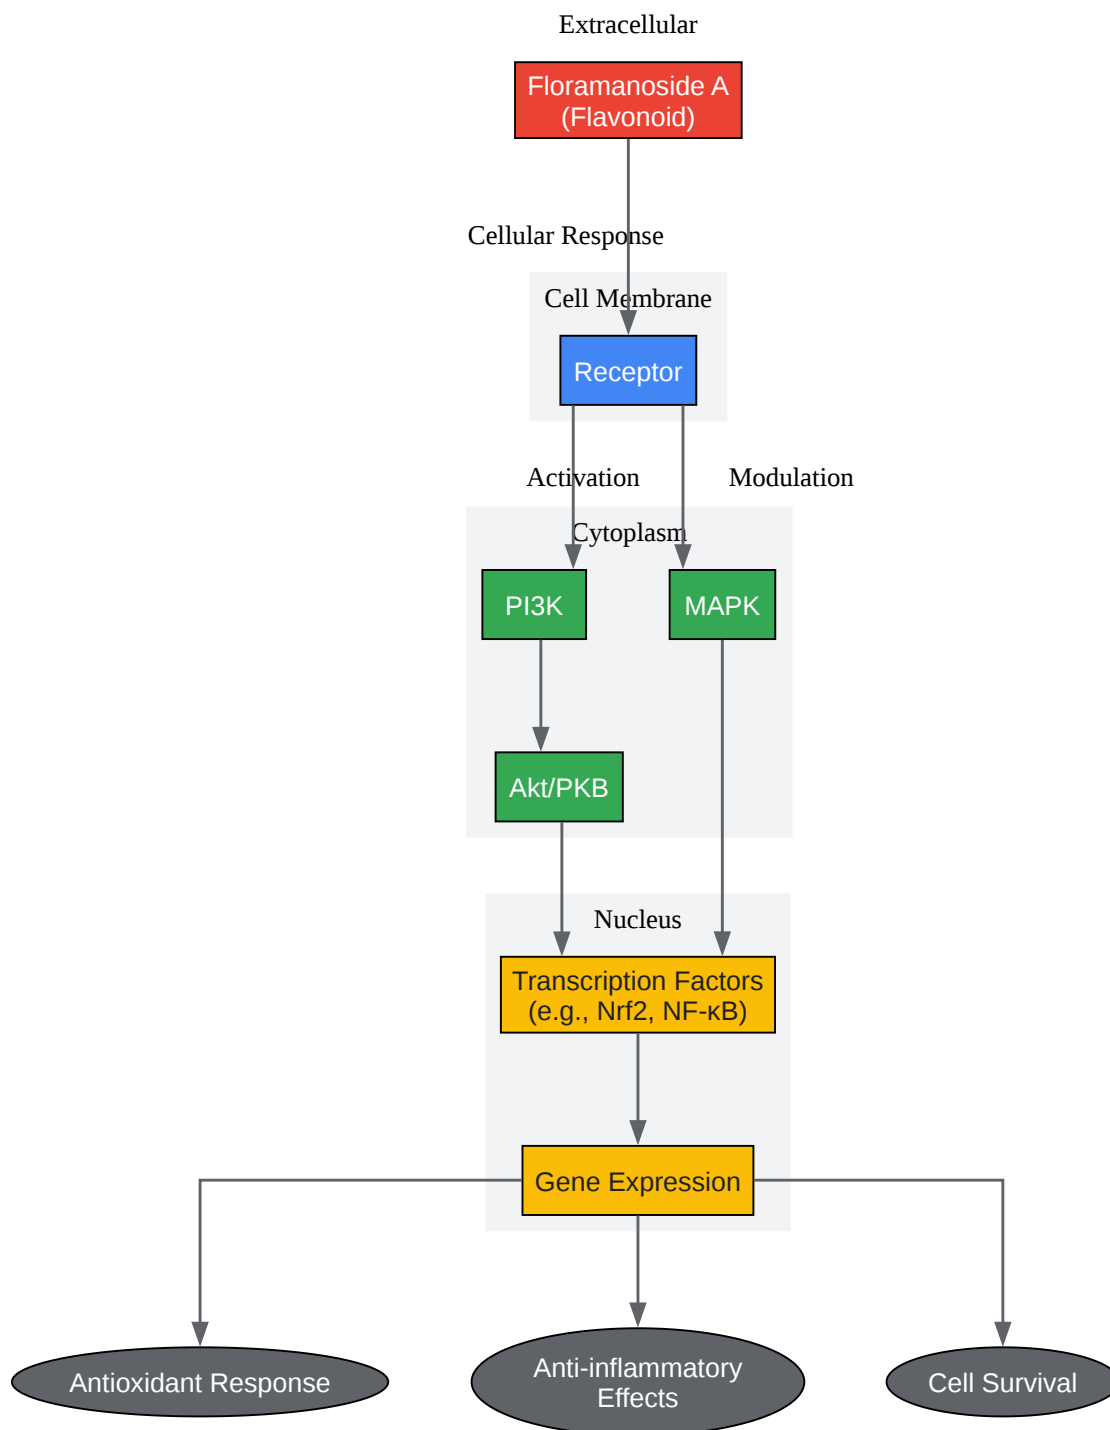 Extracellular
Floramanoside A
(Flavonoid)
Cellular Response
Cell Membrane
Receptor
Activation
Modulation
Cytoplasm
PI3K
MAPK
Akt/PKB
Nucleus
Transcription Factors
(e.g., Nrf2, NF-κB)
Gene Expression
Antioxidant Response
Anti-inflammatory
Effects
Cell Survival